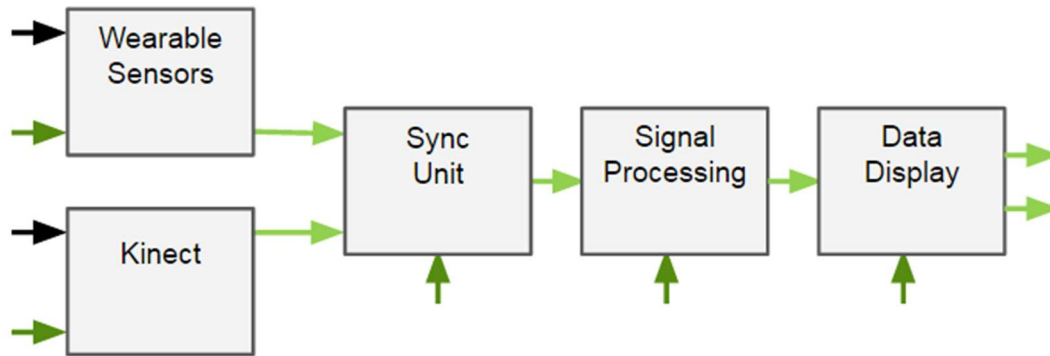 Wearable
Sensors
Kinect
Sync
Unit
Signal
Processing
Data
Display